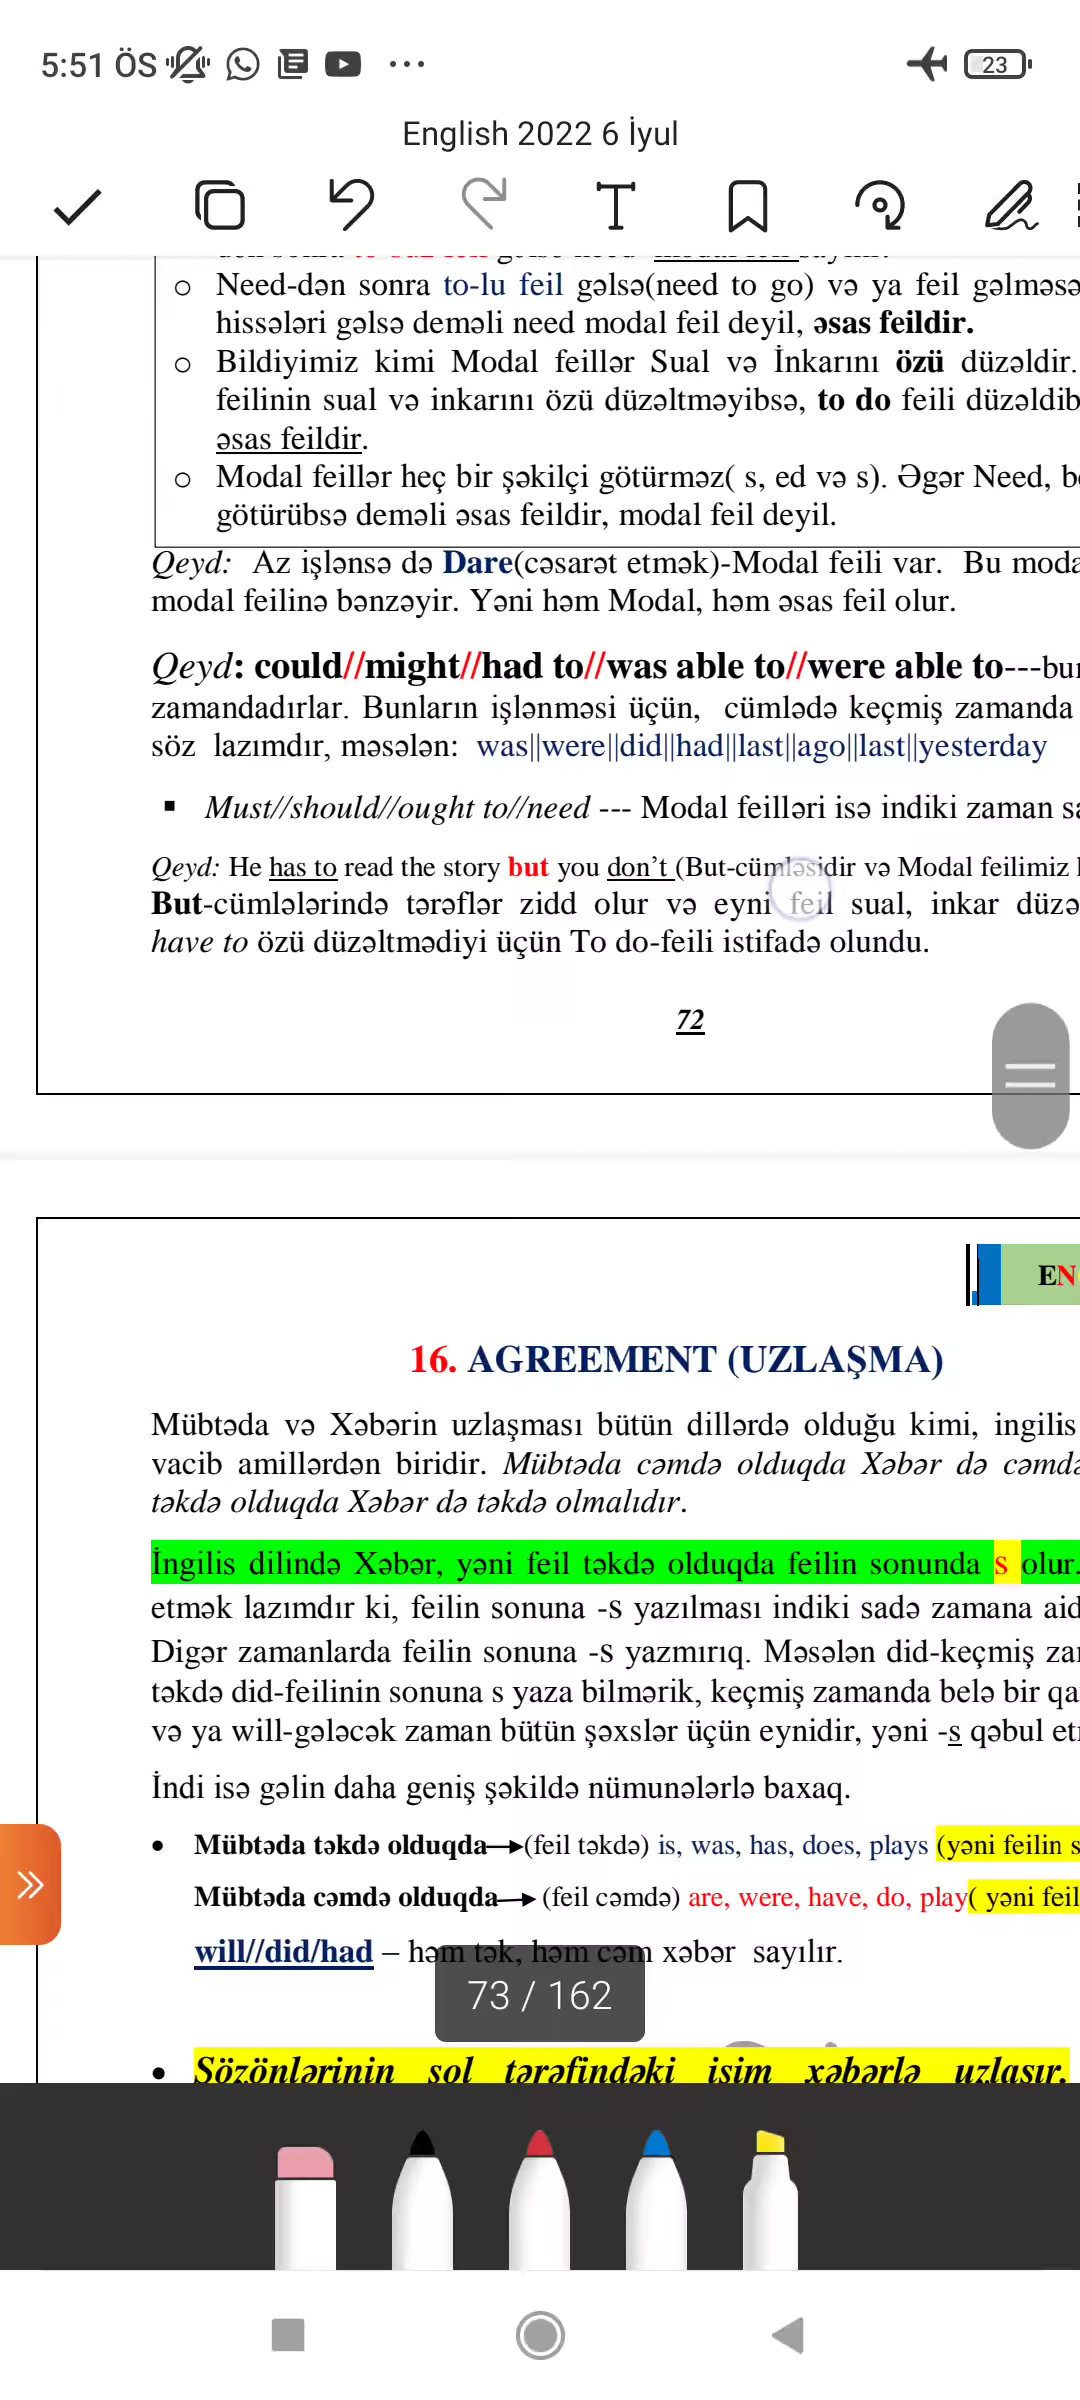 5:51 ÖS
23
English 2022 6 İyul
Need-dən sonra to-lu feil gəlsə(need to go) və ya feil gəlməsə
hissələri gəlsə deməli need modal feil deyil, əsas feildir.
Bildiyimiz kimi Modal feillər Sual və İnkarını özü düzəldir.
feilinin sual və inkarını özü düzəltməyibsə, to do feili düzəldib
əsas feildir.
Modal feillər heç bir şəkilçi götürməz( s, ed və s). Əgər Need,
götürübsə deməli əsas feildir, modal feil deyil.
Qeyd: Az işlənsə də Dare(cəsarət etmək)-Modal feili var. Bu
modal feilinə bənzəyir. Yəni həm Modal, həm əsas feil olur.
Qeyd: could//might//had to//was able to//were able to---
zamandadırlar. Bunların işlənməsi üçün, cümlədə keçmiş zamanda
söz lazımdır, məsələn: was||were||did||had||last||ago||last||yesterday
▪ Must//should//ought to//need --- Modal feilləri isə indiki zaman
Qeyd: He has to read the story but you don't (But-cümləsidir və Modal feilimiz
But-cümlələrində tərəflər zidd olur və eyni feil sual, inkar
have to özü düzəltmədiyi üçün To do-feili istifadə olundu.
72
EN
16. AGREEMENT (UZLAŞMA)
Mübtəda və Xəbərin uzlaşması bütün dillərdə olduğu kimi, ingilis
vacib amillərdən biridir. Mübtəda cəmdə olduqda Xəbər də
təkdə olduqda Xəbər də təkdə olmalıdır.
İngilis dilində Xəbər, yəni feil təkdə olduqda feilin sonunda s olur.
etmək lazımdır ki, feilin sonuna -s yazılması indiki sadə zamana
Digər zamanlarda feilin sonuna -s yazmırıq. Məsələn did-keçmiş
təkdə did-feilinin sonuna s yaza bilmərik, keçmiş zamanda belə bir
və ya will-gələcək zaman bütün şəxslər üçün eynidir, yəni -s qəbul
İndi isə gəlin daha geniş şəkildə nümunələrlə baxaq.
• Mübtəda təkdə olduqda→(feil təkdə) is, was, has, does, plays (yəni feilin
Mübtəda cəmdə olduqda→ (feil cəmdə) are, were, have, do, play( yəni
will//did/had – həm tək, həm cəm xəbər sayılır.
73 / 162
• Sözönlərinin sol tərəfindəki isim xəbərlə uzlaşır.